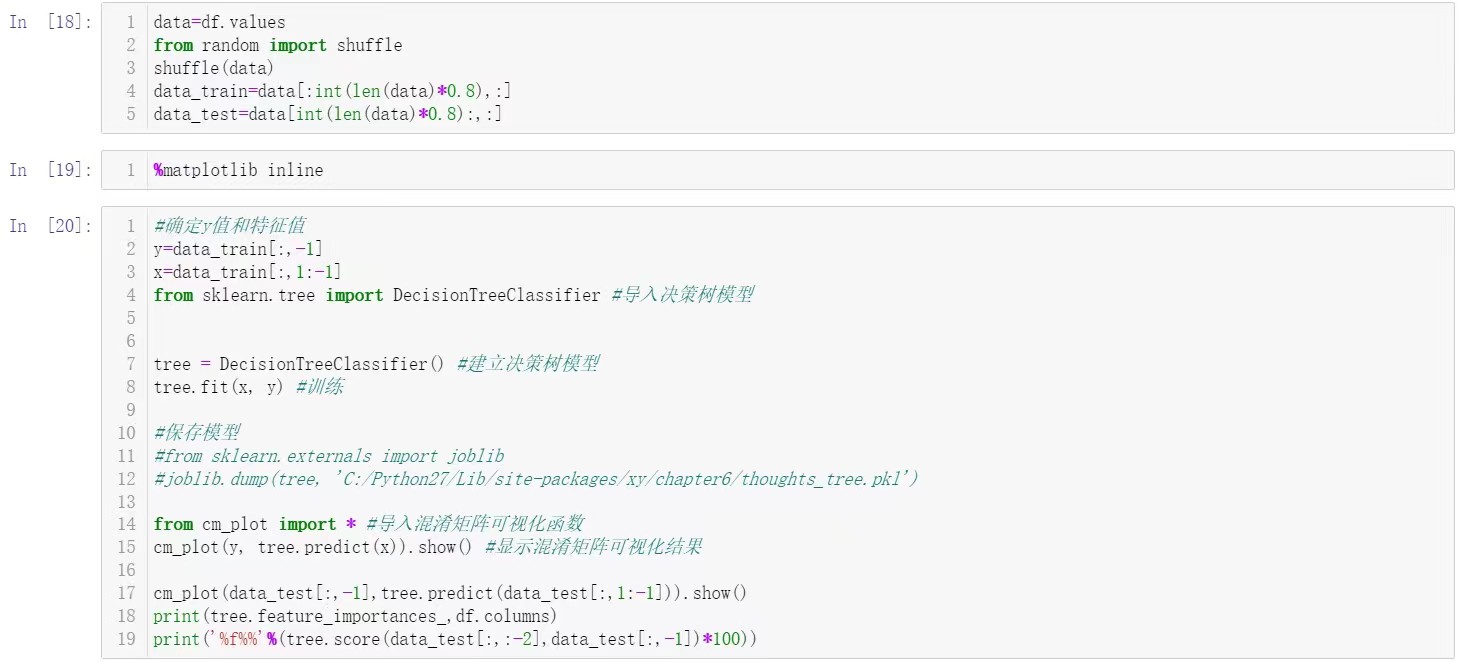 In [18]:
1 data=df.values
2 from random import shuffle
3 shuffle(data)
4 data_train=data[:int(len(data)*0.8),:]
5 data_test=data[int(len(data)*0.8):,:]
In [19]:
1 %matplotlib inline
In [20]:
1 #确定y值和特征值
2 y=data_train[:,-1]
3 x=data_train[:,1:-1]
4 from sklearn.tree import DecisionTreeClassifier #导入决策树模型
5
6
7 tree = DecisionTreeClassifier() #建立决策树模型
8 tree.fit(x, y) #训练
9
10 #保存模型
11 #from sklearn.externals import joblib
12 #joblib.dump(tree, 'C:/Python27/Lib/site-packages/xy/chapter6/thoughts_tree.pkl')
13
14 from cm_plot import * #导入混淆矩阵可视化函数
15 cm_plot(y, tree.predict(x)).show() #显示混淆矩阵可视化结果
16
17 cm_plot(data_test[:,-1],tree.predict(data_test[:,1:-1])).show()
18 print(tree.feature_importances_,df.columns)
19 print('%f%%'%(tree.score(data_test[:,:-2],data_test[:,-1])*100))